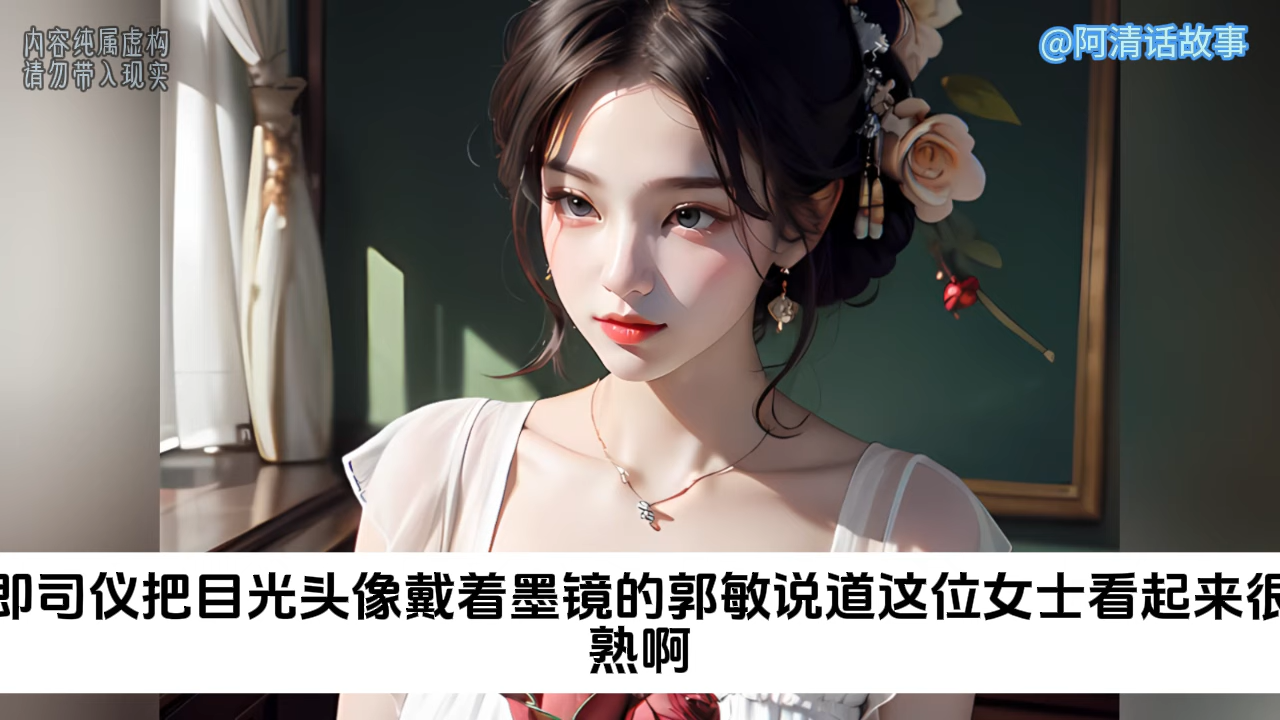 内容纯属虚构
请勿带入现实
@阿清话故事
即司仪把目光头像戴着墨镜的郭敏说道这位女士看起来很
熟啊